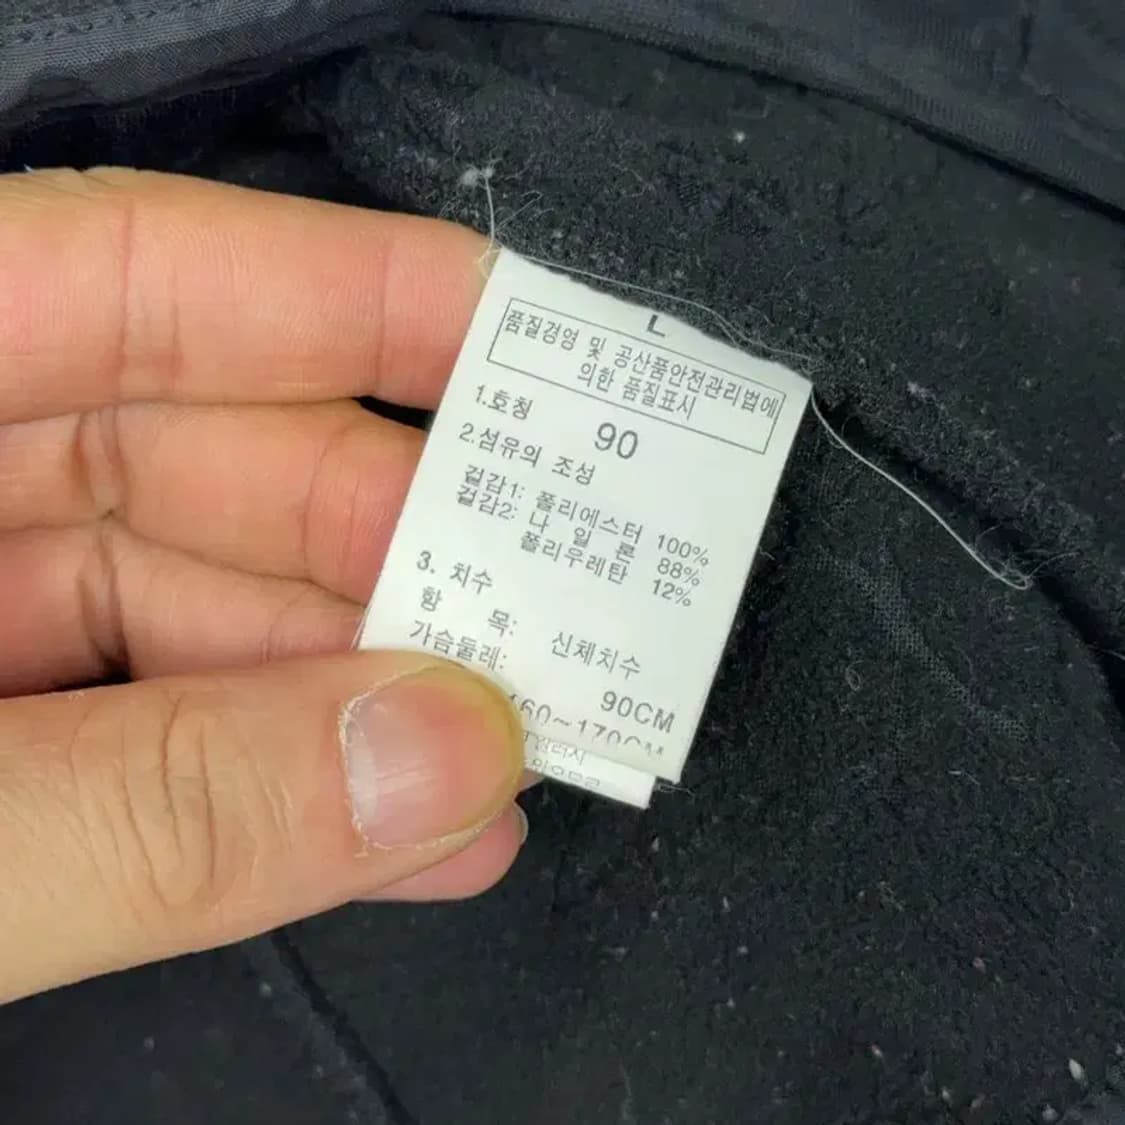 L
품질경영 및 공산품안전관리법에
의한 품질표시
1.호칭 90
2.섬유의 조성
겉감1: 폴리에스터 100%
겉감2: 나 일 론 88%
폴리우레탄 12%
3. 치수
항 목: 신체치수
가슴둘레: 90CM
160~170CM